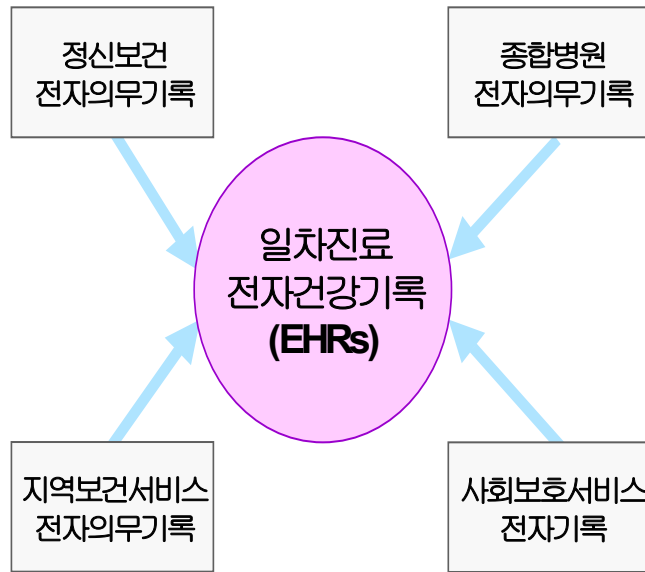 정신보건
전자의무기록
종합병원
전자의무기록
일차진료
전자건강기록
(EHRs)
지역보건서비스
전자의무기록
사회보호서비스
전자기록